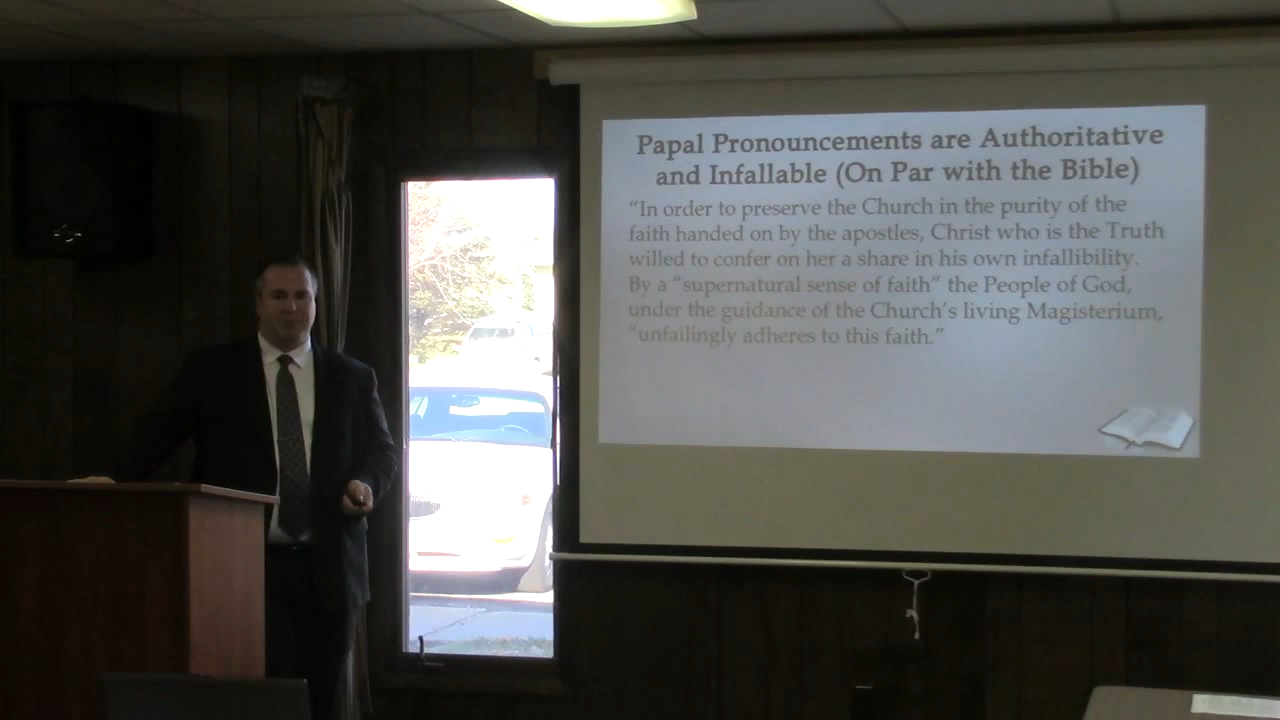 Papal Pronouncements are Authoritative
and Infallable (On Par with the Bible)
“In order to preserve the Church in the purity of the
faith handed on by the apostles, Christ who is the Truth
willed to confer on her a share in his own infallibility.
By a “supernatural sense of faith” the People of God,
under the guidance of the Church’s living Magisterium,
“unfailingly adheres to this faith.”